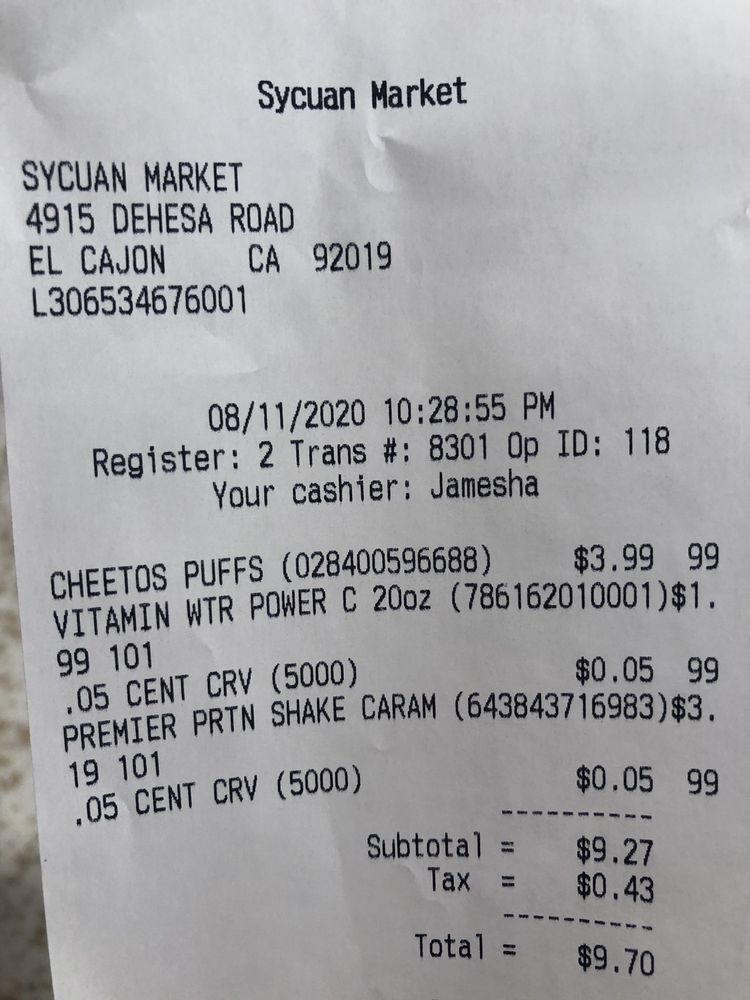 Sycuan Market
SYCUAN MARKET
4915 DEHESA ROAD
EL CAJON CA 92019
L306534676001
08/11/2020 10:28:55 PM
Register: 2 Trans #: 8301 Op ID: 118
Your cashier: Jamesha
CHEETOS PUFFS (028400596688) $3.99 99
VITAMIN WTR POWER C 20oz (786162010001)$1.
99 101
.05 CENT CRV (5000) $0.05 99
PREMIER PRTN SHAKE CARAM (643843716983)$3.
19 101
.05 CENT CRV (5000) $0.05 99
----------
Subtotal = $9.27
Tax = $0.43
----------
Total = $9.70